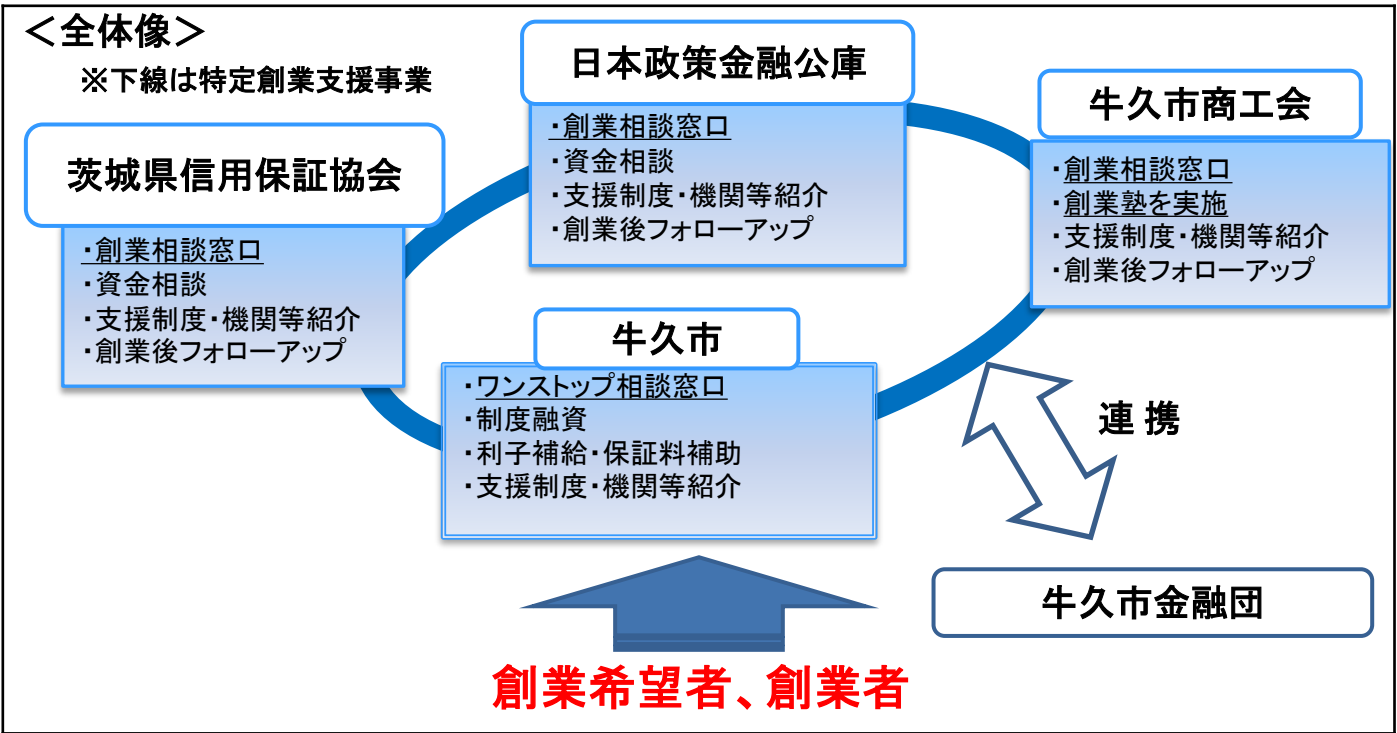 ＜全体像＞
※下線は特定創業支援事業
日本政策金融公庫
・創業相談窓口
・資金相談
・支援制度・機関等紹介
・創業後フォローアップ
牛久市商工会
・創業相談窓口
・創業塾を実施
・支援制度・機関等紹介
・創業後フォローアップ
茨城県信用保証協会
・創業相談窓口
・資金相談
・支援制度・機関等紹介
・創業後フォローアップ
牛久市
・ワンストップ相談窓口
・制度融資
・利子補給・保証料補助
・支援制度・機関等紹介
連 携
牛久市金融団
創業希望者、創業者